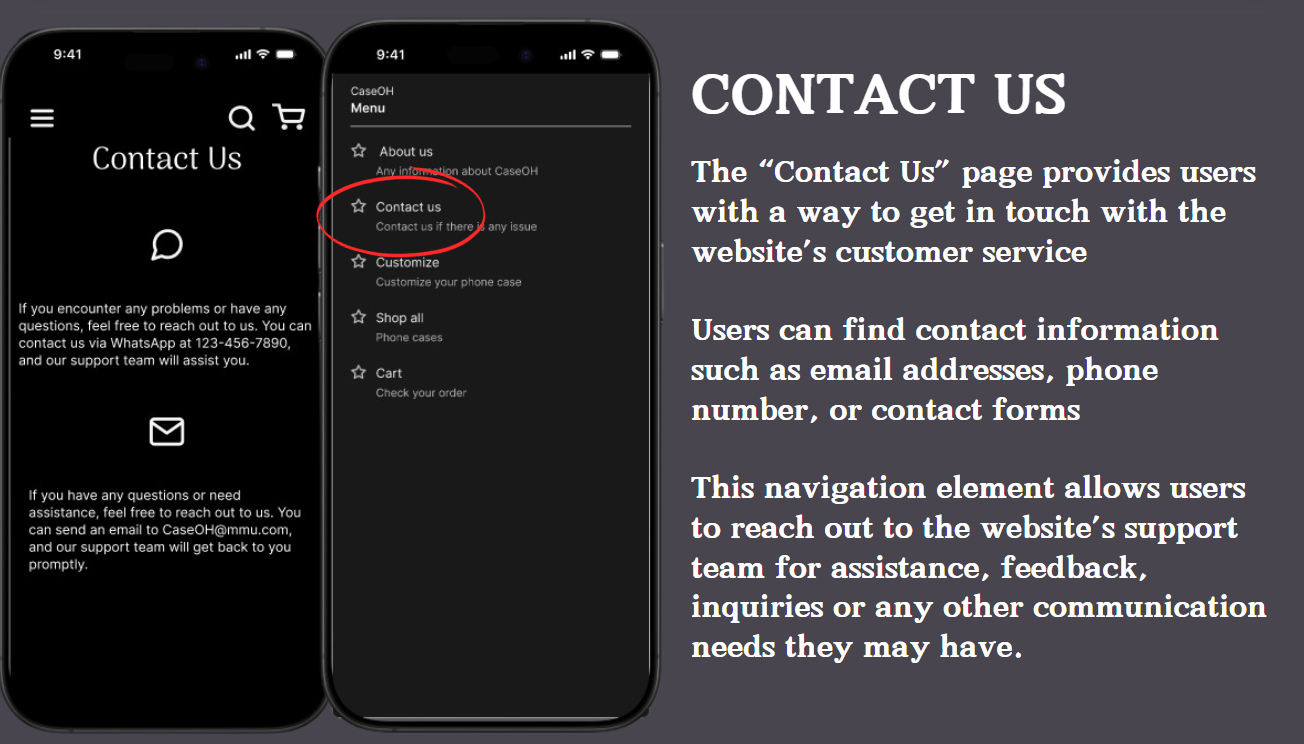 9:41
Contact Us
If you encounter any problems or have any
questions, feel free to reach out to us. You can
contact us via WhatsApp at 123-456-7890,
and our support team will assist you.
If you have any questions or need
assistance, feel free to reach out to us. You
can send an email to CaseOH@mmu.com,
and our support team will get back to you
promptly.
9:41
CaseOH
Menu
About us
Any information about CaseOH
Contact us
Contact us if there is any issue
Customize
Customize your phone case
Shop all
Phone cases
Cart
Check your order
CONTACT US
The “Contact Us” page provides users
with a way to get in touch with the
website’s customer service
Users can find contact information
such as email addresses, phone
number, or contact forms
This navigation element allows users
to reach out to the website’s support
team for assistance, feedback,
inquiries or any other communication
needs they may have.